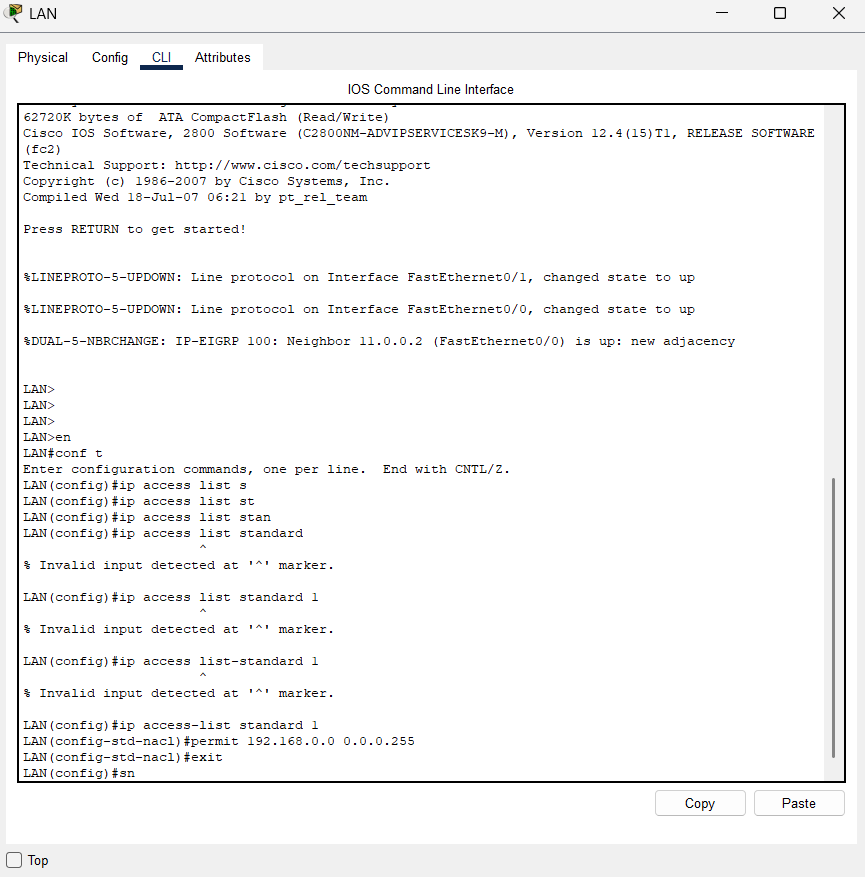 LAN
Physical Config CLI Attributes
IOS Command Line Interface
62720K bytes of  ATA CompactFlash (Read/Write)
Cisco IOS Software, 2800 Software (C2800NM-ADVIPSERVICESK9-M), Version 12.4(15)T1, RELEASE SOFTWARE
(fc2)
Technical Support: http://www.cisco.com/techsupport
Copyright (c) 1986-2007 by Cisco Systems, Inc.
Compiled Wed 18-Jul-07 06:21 by pt_rel_team
Press RETURN to get started!
%LINEPROTO-5-UPDOWN: Line protocol on Interface FastEthernet0/1, changed state to up
%LINEPROTO-5-UPDOWN: Line protocol on Interface FastEthernet0/0, changed state to up
%DUAL-5-NBRCHANGE: IP-EIGRP 100: Neighbor 11.0.0.2 (FastEthernet0/0) is up: new adjacency
LAN>
LAN>
LAN>
LAN>en
LAN#conf t
Enter configuration commands, one per line.  End with CNTL/Z.
LAN(config)#ip access list s
LAN(config)#ip access list st
LAN(config)#ip access list stan
LAN(config)#ip access list standard
^
% Invalid input detected at '^' marker.
LAN(config)#ip access list standard 1
^
% Invalid input detected at '^' marker.
LAN(config)#ip access list-standard 1
^
% Invalid input detected at '^' marker.
LAN(config)#ip access-list standard 1
LAN(config-std-nacl)#permit 192.168.0.0 0.0.0.255
LAN(config-std-nacl)#exit
LAN(config)#sn
Copy Paste
Top